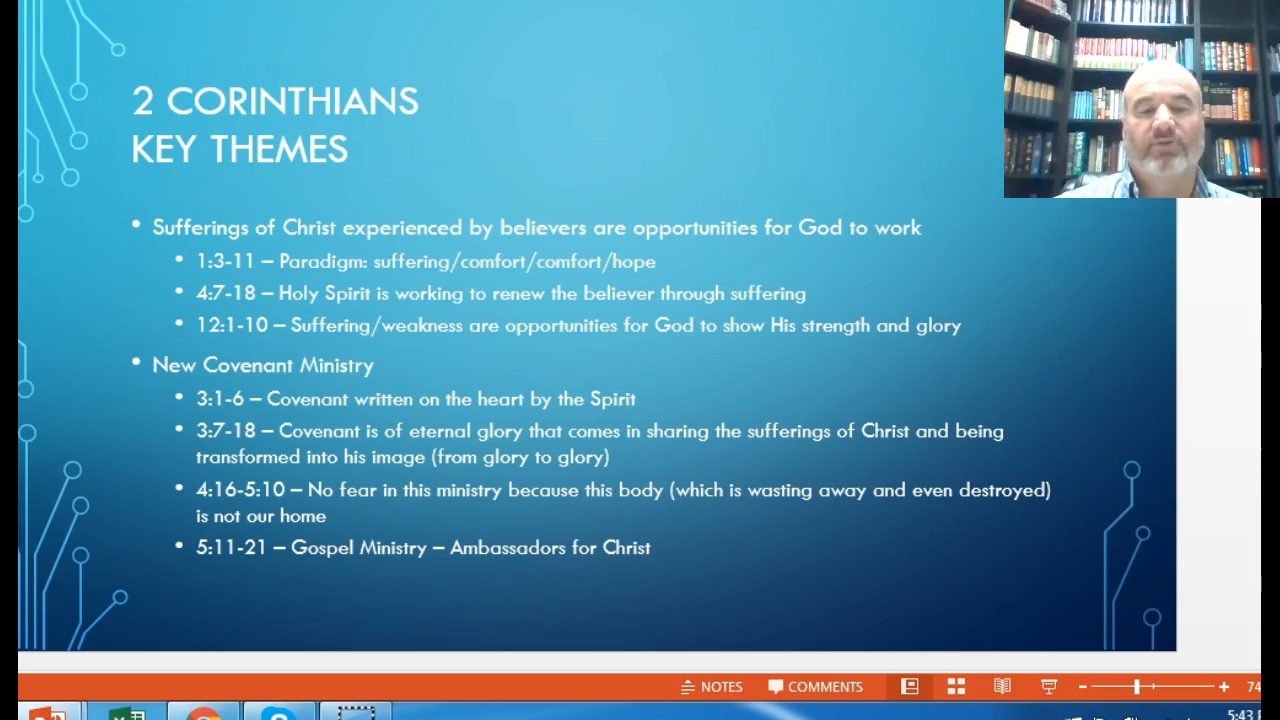 2 CORINTHIANS
KEY THEMES
• Sufferings of Christ experienced by believers are opportunities for God to work
• 1:3-11 – Paradigm: suffering/comfort/comfort/hope
• 4:7-18 – Holy Spirit is working to renew the believer through suffering
• 12:1-10 – Suffering/weakness are opportunities for God to show His strength and glory
• New Covenant Ministry
• 3:1-6 – Covenant written on the heart by the Spirit
• 3:7-18 – Covenant is of eternal glory that comes in sharing the sufferings of Christ and being
transformed into his image (from glory to glory)
• 4:16-5:10 – No fear in this ministry because this body (which is wasting away and even destroyed)
is not our home
• 5:11-21 – Gospel Ministry – Ambassadors for Christ
NOTES COMMENTS 74
5:43